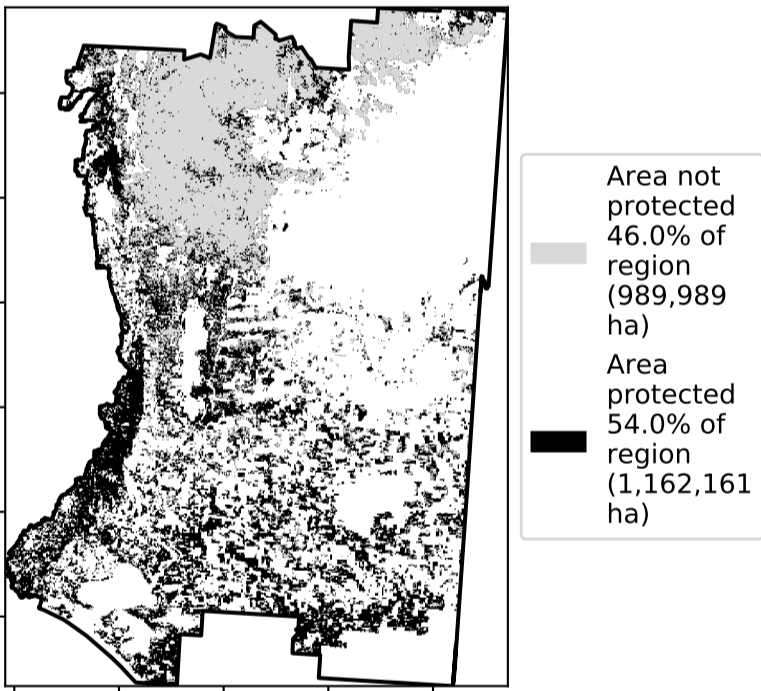 Area not
protected
46.0% of
region
(989,989
ha)
Area
protected
54.0% of
region
(1,162,161
ha)